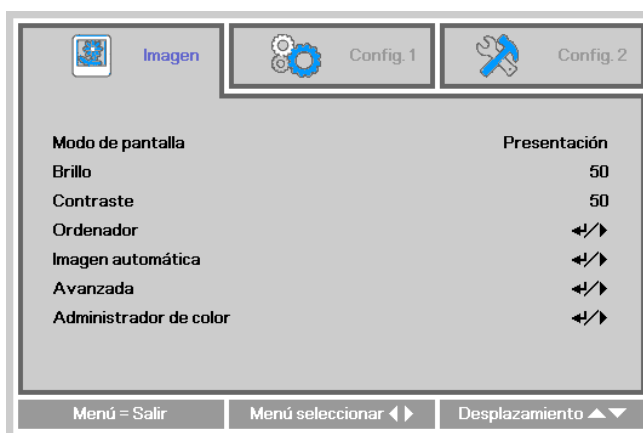 Imagen Config. 1 Config. 2
Modo de pantalla Presentación
Brillo 50
Contraste 50
Ordenador ↵/▶
Imagen automática ↵/▶
Avanzada ↵/▶
Administrador de color ↵/▶
Menú = Salir Menú seleccionar ◀▶ Desplazamiento ▲▼